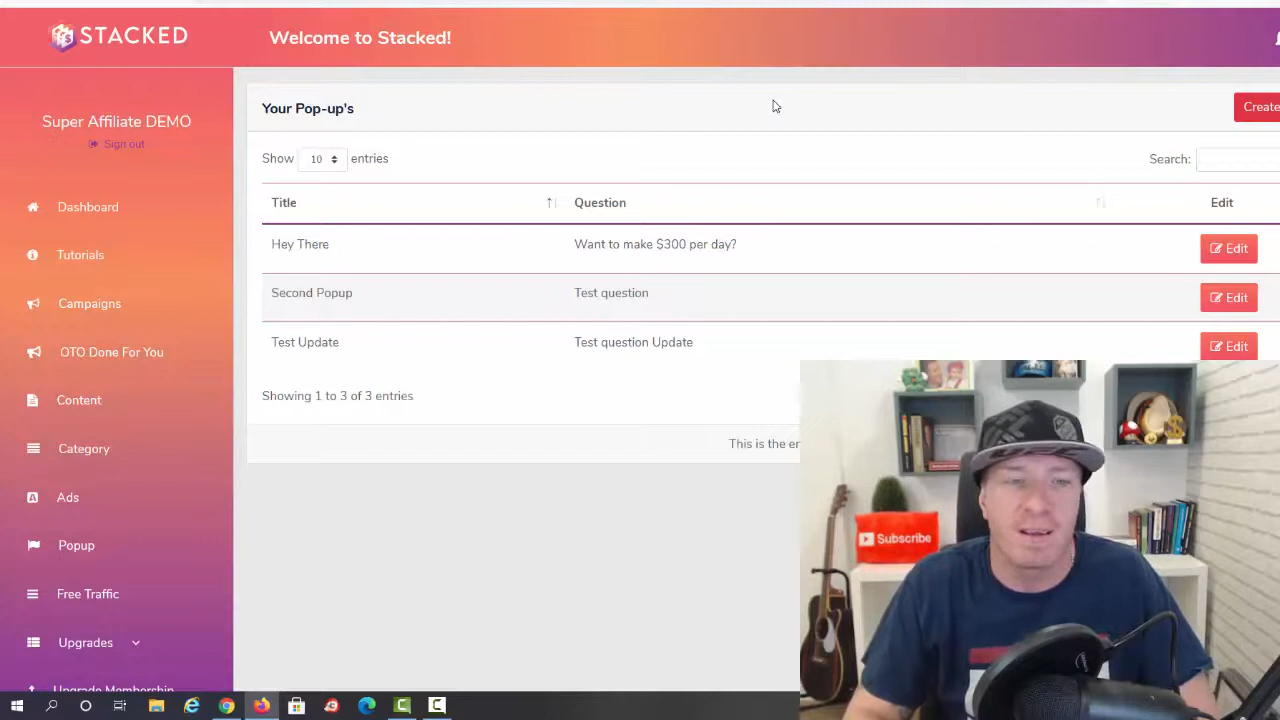 STACKED
Welcome to Stacked!
Super Affiliate DEMO
Sign out
Dashboard
Tutorials
Campaigns
OTO Done For You
Content
Category
Ads
Popup
Free Traffic
Upgrades
Upgrade Membership
Your Pop-up's
Create
Show 10 entries
Search:
Title Question Edit
Hey There Want to make $300 per day? Edit
Second Popup Test question Edit
Test Update Test question Update Edit
Showing 1 to 3 of 3 entries
This is the er
Subscribe